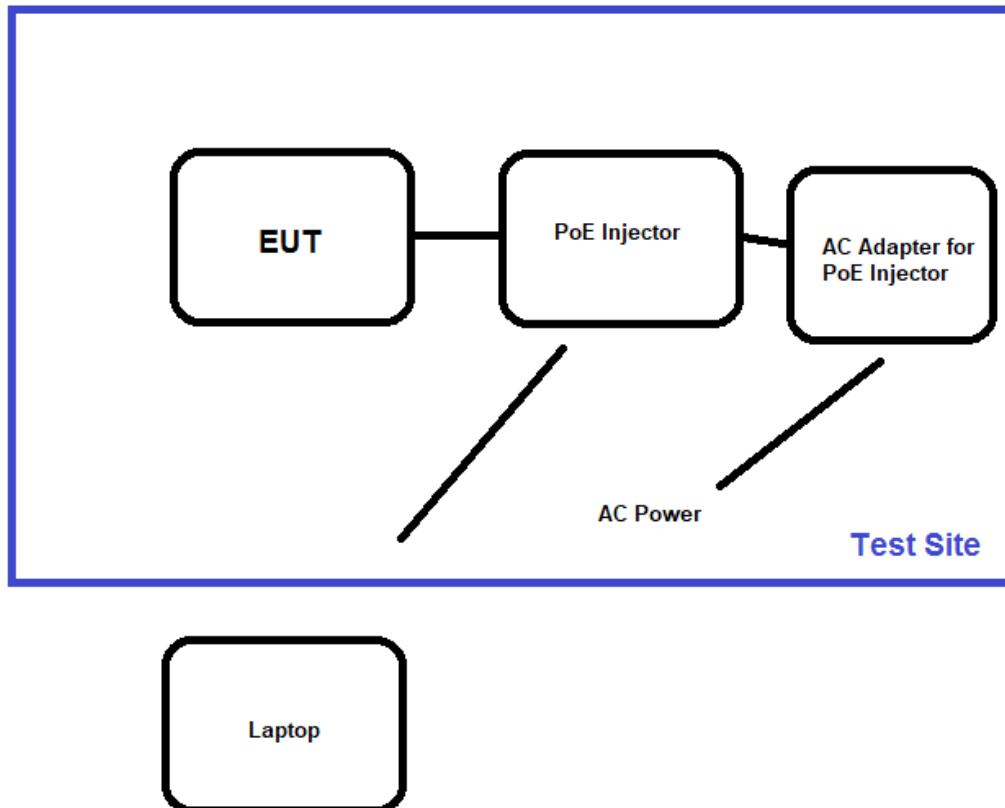 EUT
PoE Injector
AC Adapter for
PoE Injector
AC Power
Test Site
Laptop